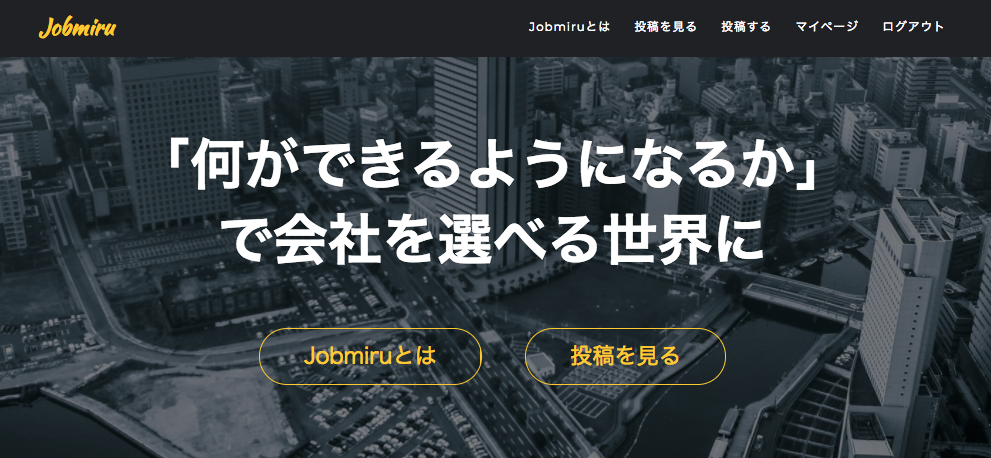 Jobmiru
Jobmiruとは 投稿を見る 投稿する マイページ ログアウト
「何ができるようになるか」
で会社を選べる世界に
Jobmiruとは 投稿を見る